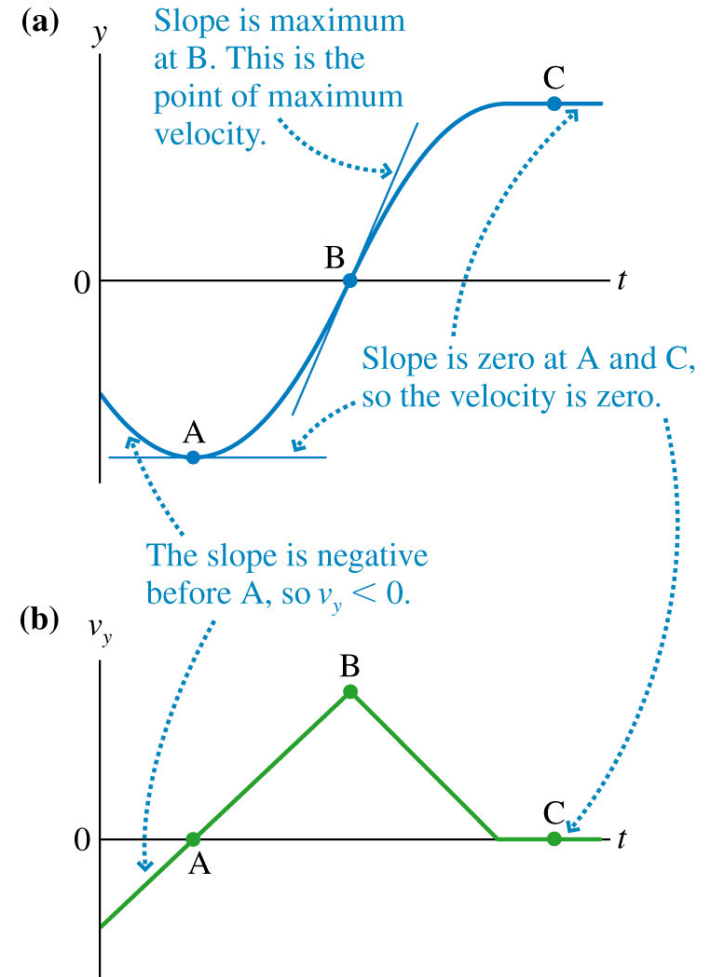 (a)
y
Slope is maximum
at B. This is the
point of maximum
velocity.
C
B
0
t
Slope is zero at A and C,
so the velocity is zero.
A
The slope is negative
before A, so v_y < 0.
(b)
v_y
B
C
0
t
A